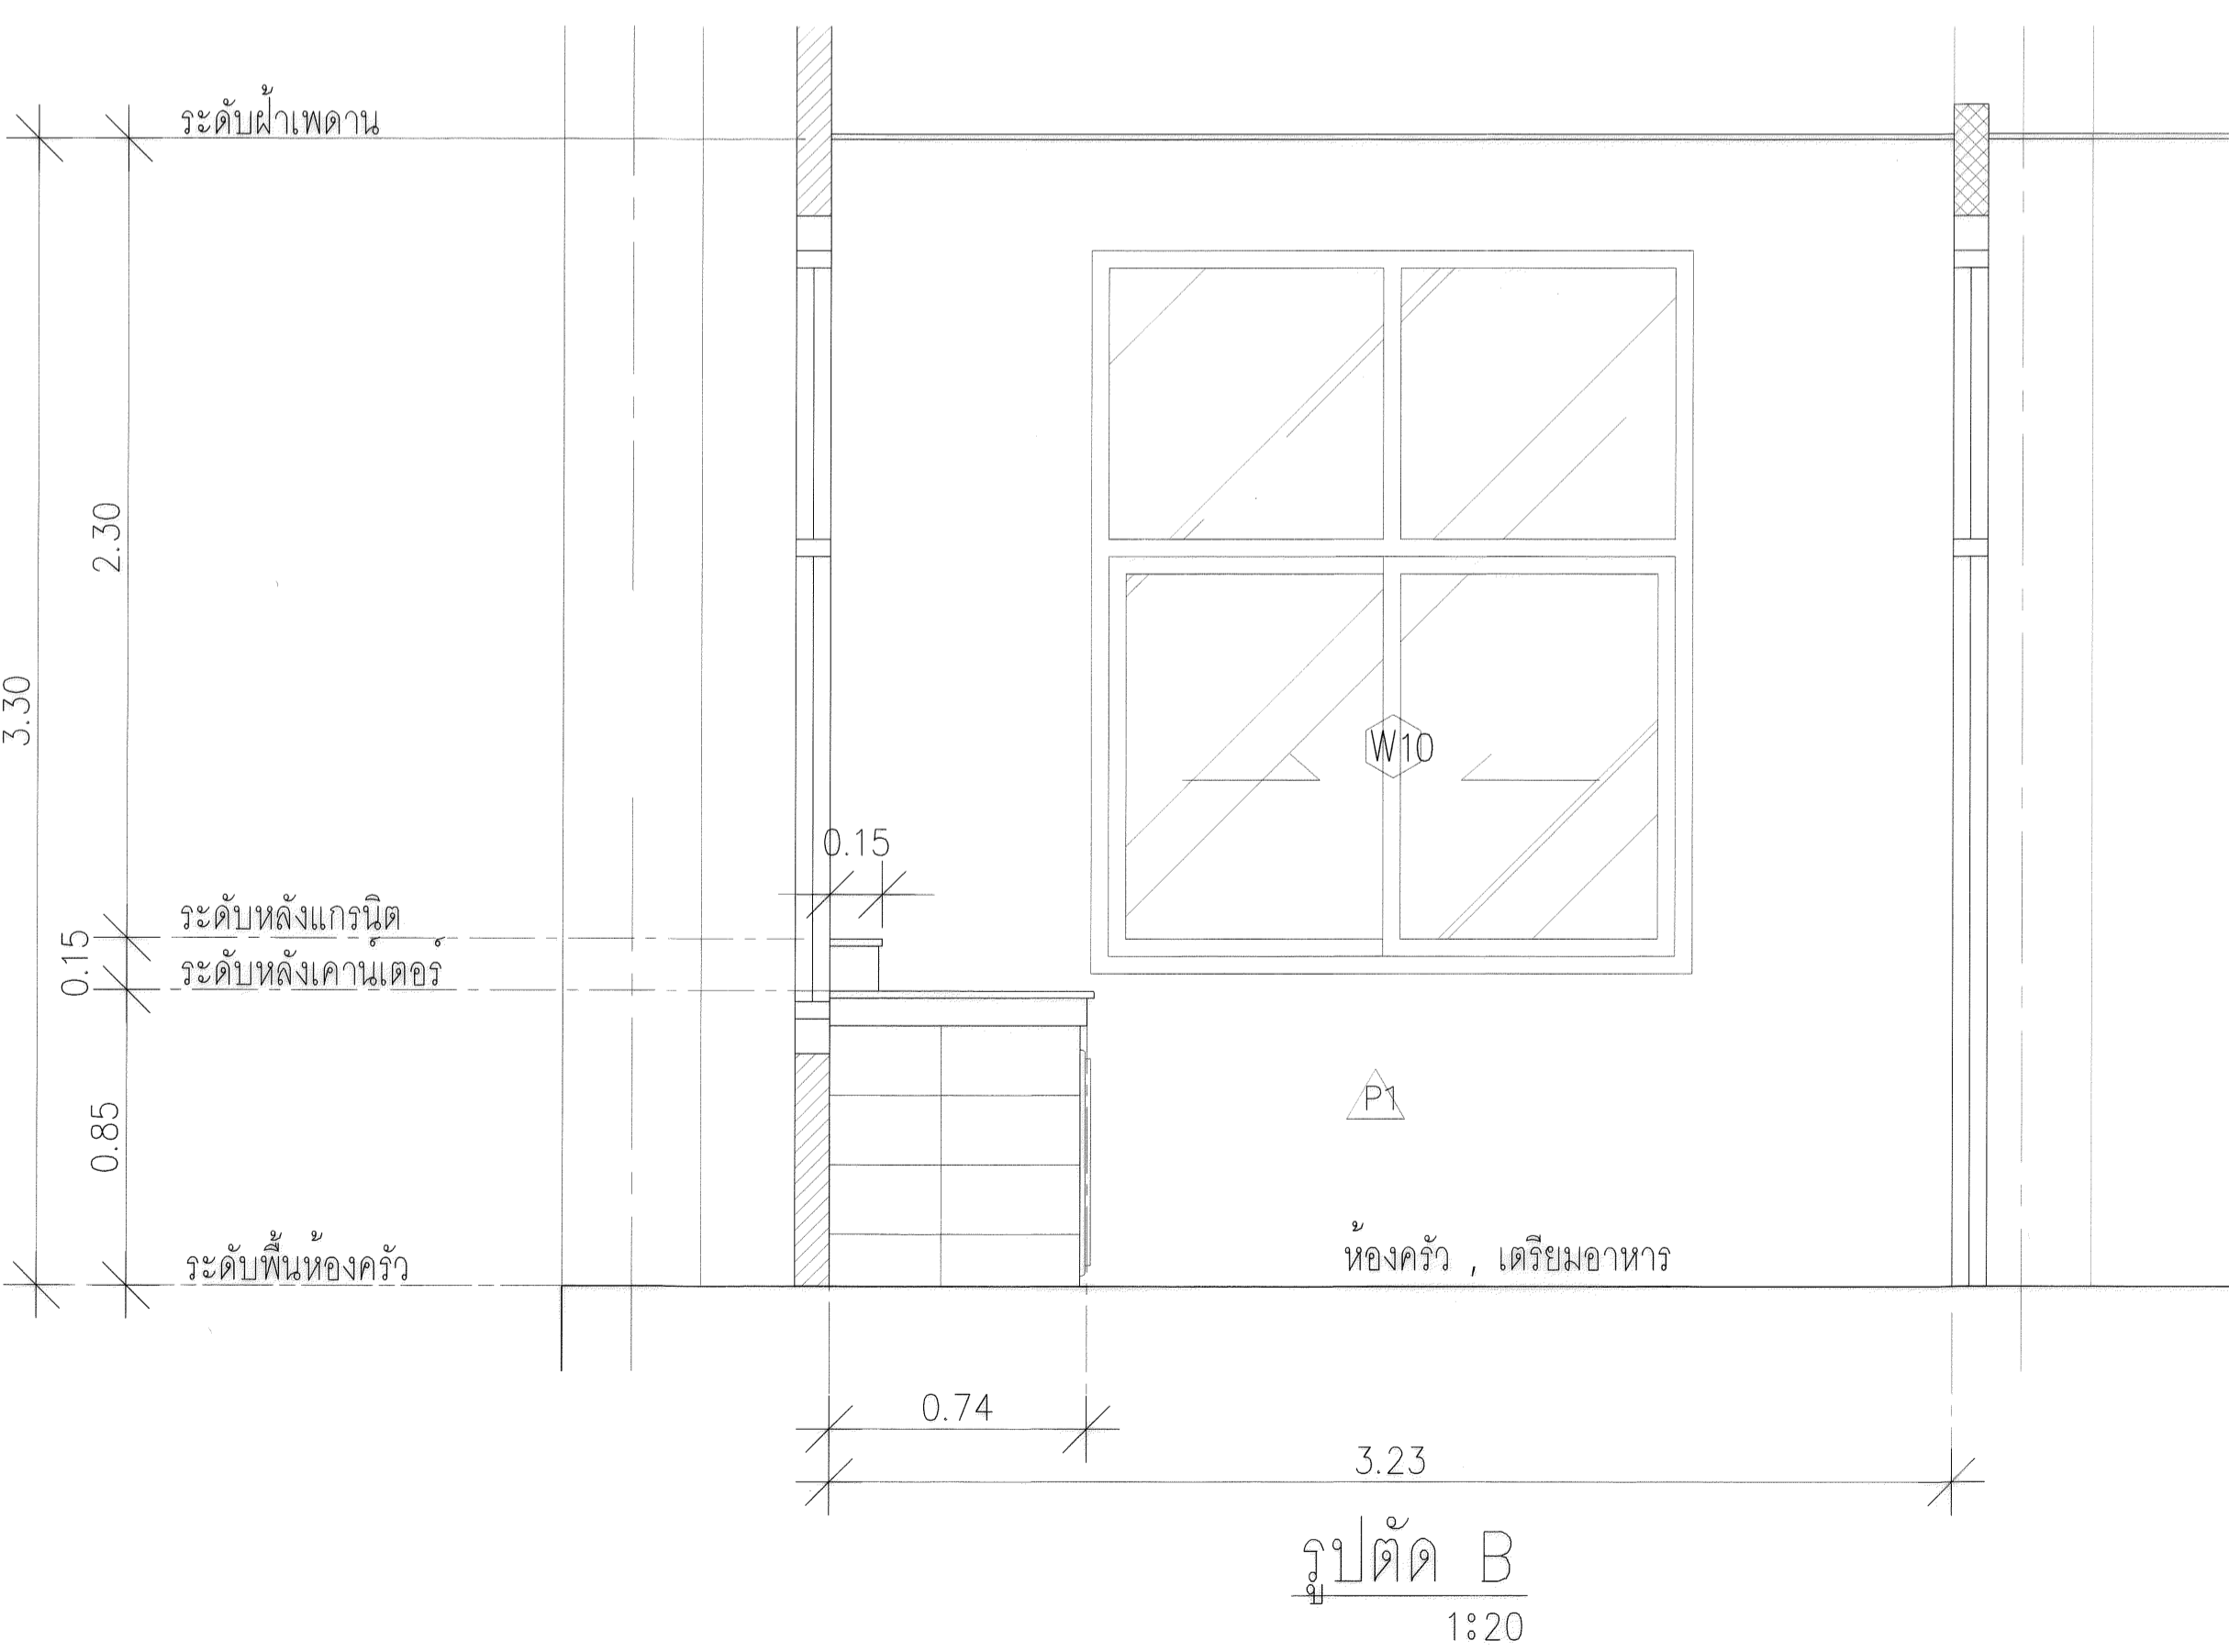 ระดับฝ้าเพดาน
2.30
3.30
W10
0.15
ระดับหลังแกรนิต
0.15
ระดับหลังเคาน์เตอร์
0.85
P1
ระดับพื้นห้องครัว
ห้องครัว , เตรียมอาหาร
0.74
3.23
รูปตัด B
1:20